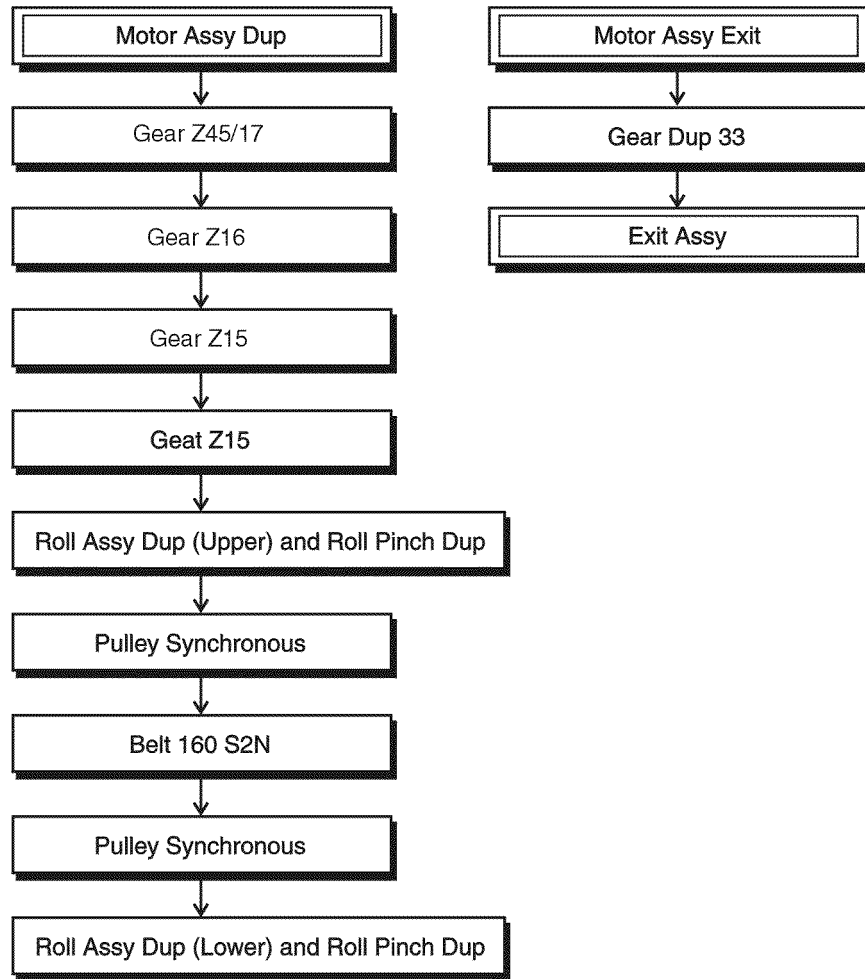 Motor Assy Dup
Gear Z45/17
Gear Z16
Gear Z15
Geat Z15
Roll Assy Dup (Upper) and Roll Pinch Dup
Pulley Synchronous
Belt 160 S2N
Pulley Synchronous
Roll Assy Dup (Lower) and Roll Pinch Dup
Motor Assy Exit
Gear Dup 33
Exit Assy